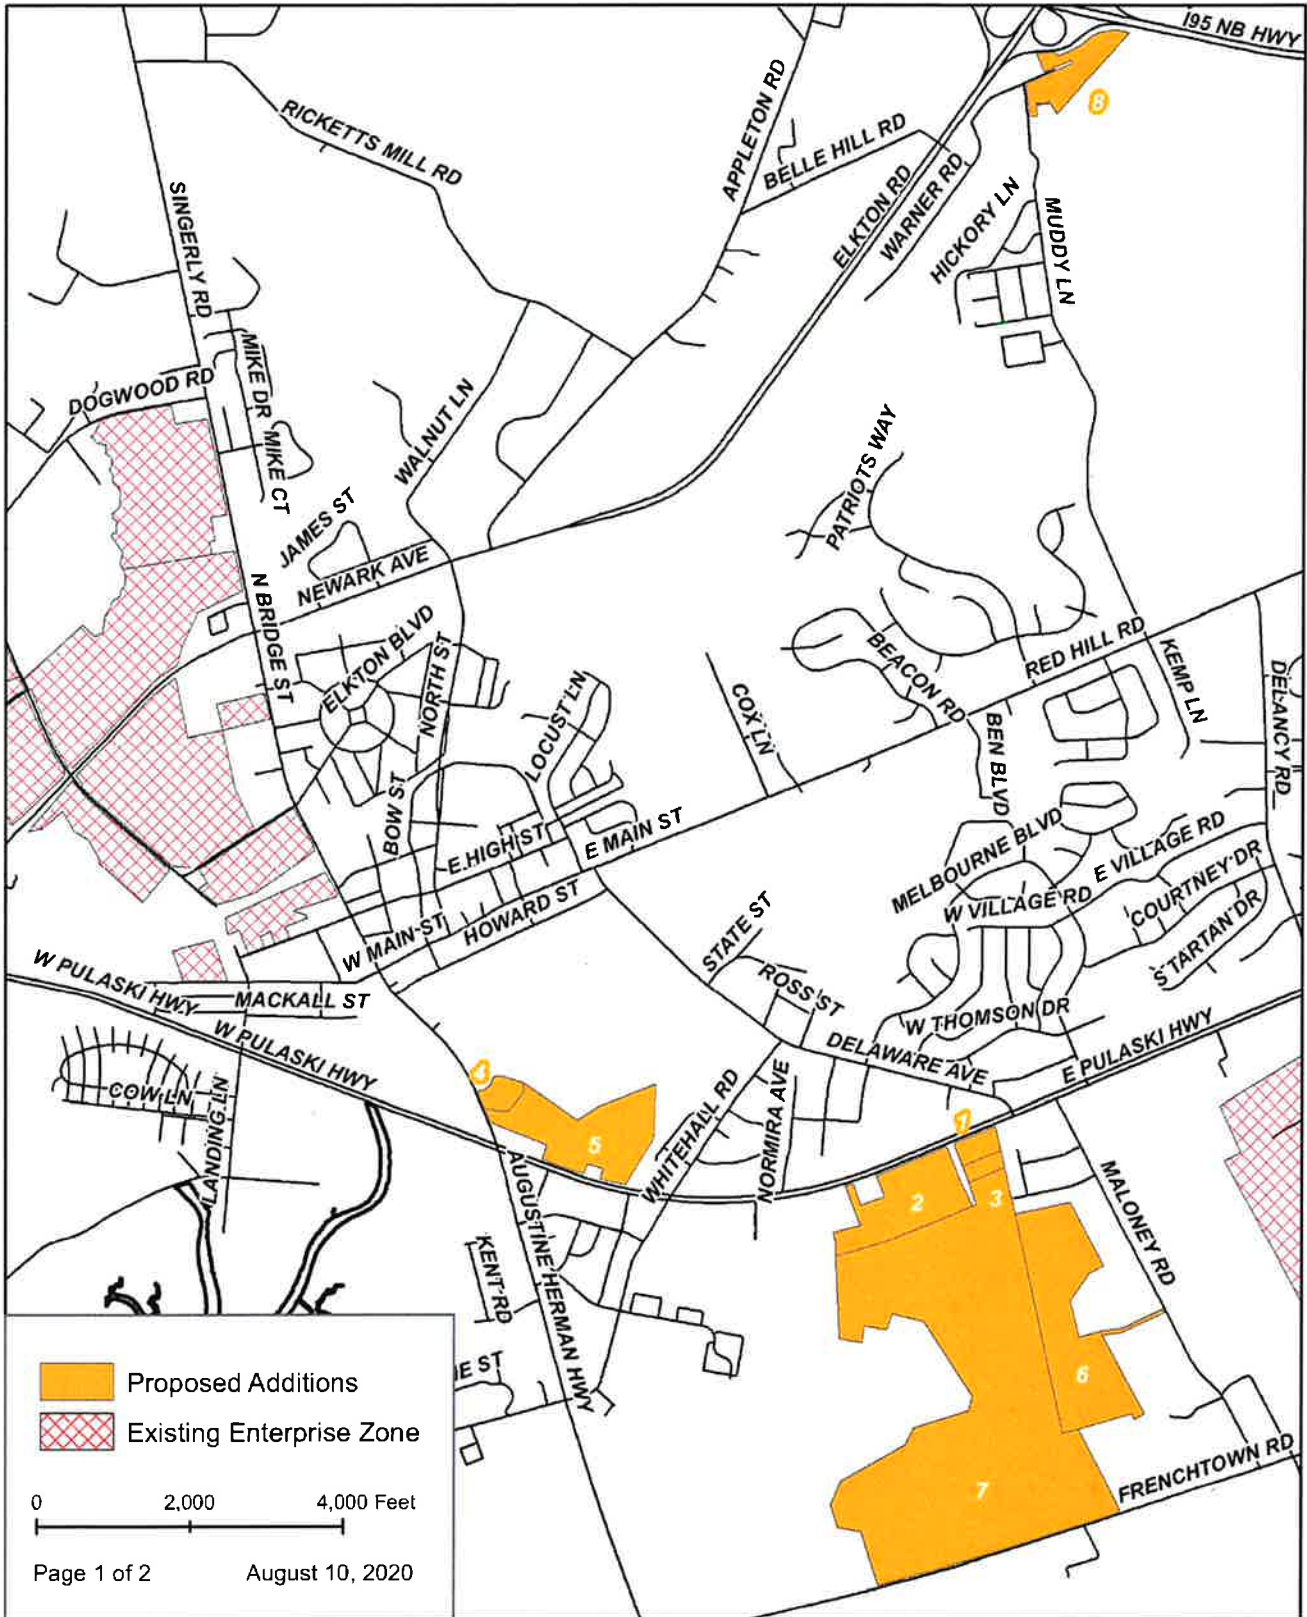 I95 NB HWY
8
RICKETTS MILL RD
APPLETON RD
BELLE HILL RD
ELKTON RD
WARNER RD
HICKORY LN
MUDDY LN
SINGERLY RD
MIKE DR
MIKE CT
DOGWOOD RD
WALNUT LN
PATRIOTS WAY
JAMES ST
NEWARK AVE
N BRIDGE ST
ELKTON BLVD
NORTH ST
LOCUST LN
COX LN
BEACON RD
RED HILL RD
KEMP LN
DELANCY RD
BEN BLVD
BOW ST
E HIGH ST
E MAIN ST
MELBOURNE BLVD
E VILLAGE RD
W VILLAGE RD
COURTNEY DR
S TARTAN DR
HOWARD ST
W MAIN ST
STATE ST
ROSS ST
W PULASKI HWY
MACKALL ST
W PULASKI HWY
W THOMSON DR
DELAWARE AVE
E PULASKI HWY
COW LN
LANDING LN
4
5
WHITEHALL RD
NORMIRA AVE
1
2
3
MALONEY RD
AUGUSTINE HERMAN HWY
KENT RD
NE ST
6
7
FRENCHTOWN RD
Proposed Additions
Existing Enterprise Zone
0 2,000 4,000 Feet
Page 1 of 2 August 10, 2020